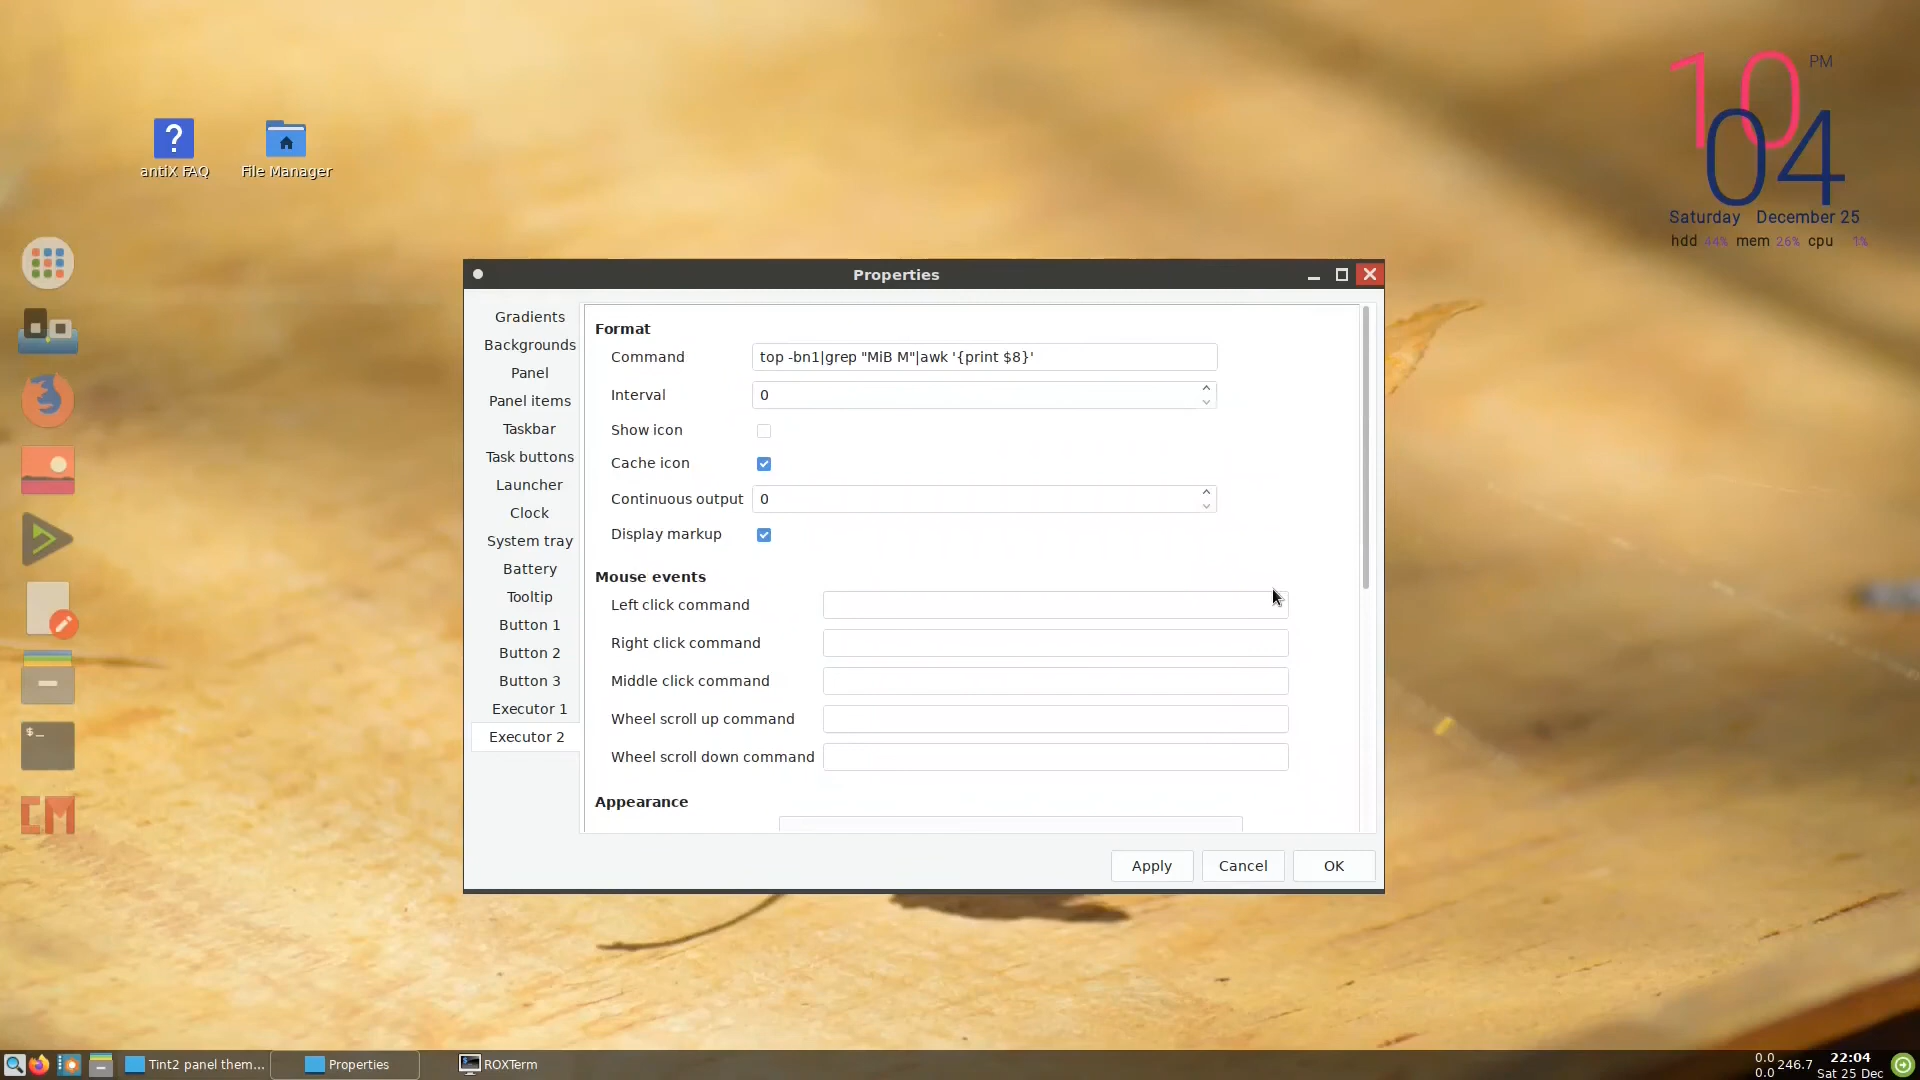 10 PM
04
Saturday December 25
hdd 44% mem 26% cpu 1%
?
antiX FAQ
File Manager
$_
Properties
Gradients
Backgrounds
Panel
Panel items
Taskbar
Task buttons
Launcher
Clock
System tray
Battery
Tooltip
Button 1
Button 2
Button 3
Executor 1
Executor 2
Format
Command top -bn1|grep "MiB M"|awk '{print $8}'
Interval 0
Show icon
Cache icon
Continuous output 0
Display markup
Mouse events
Left click command
Right click command
Middle click command
Wheel scroll up command
Wheel scroll down command
Appearance
Apply Cancel OK
Tint2 panel them... Properties ROXTerm
0.0
0.0
246.7
22:04
Sat 25 Dec